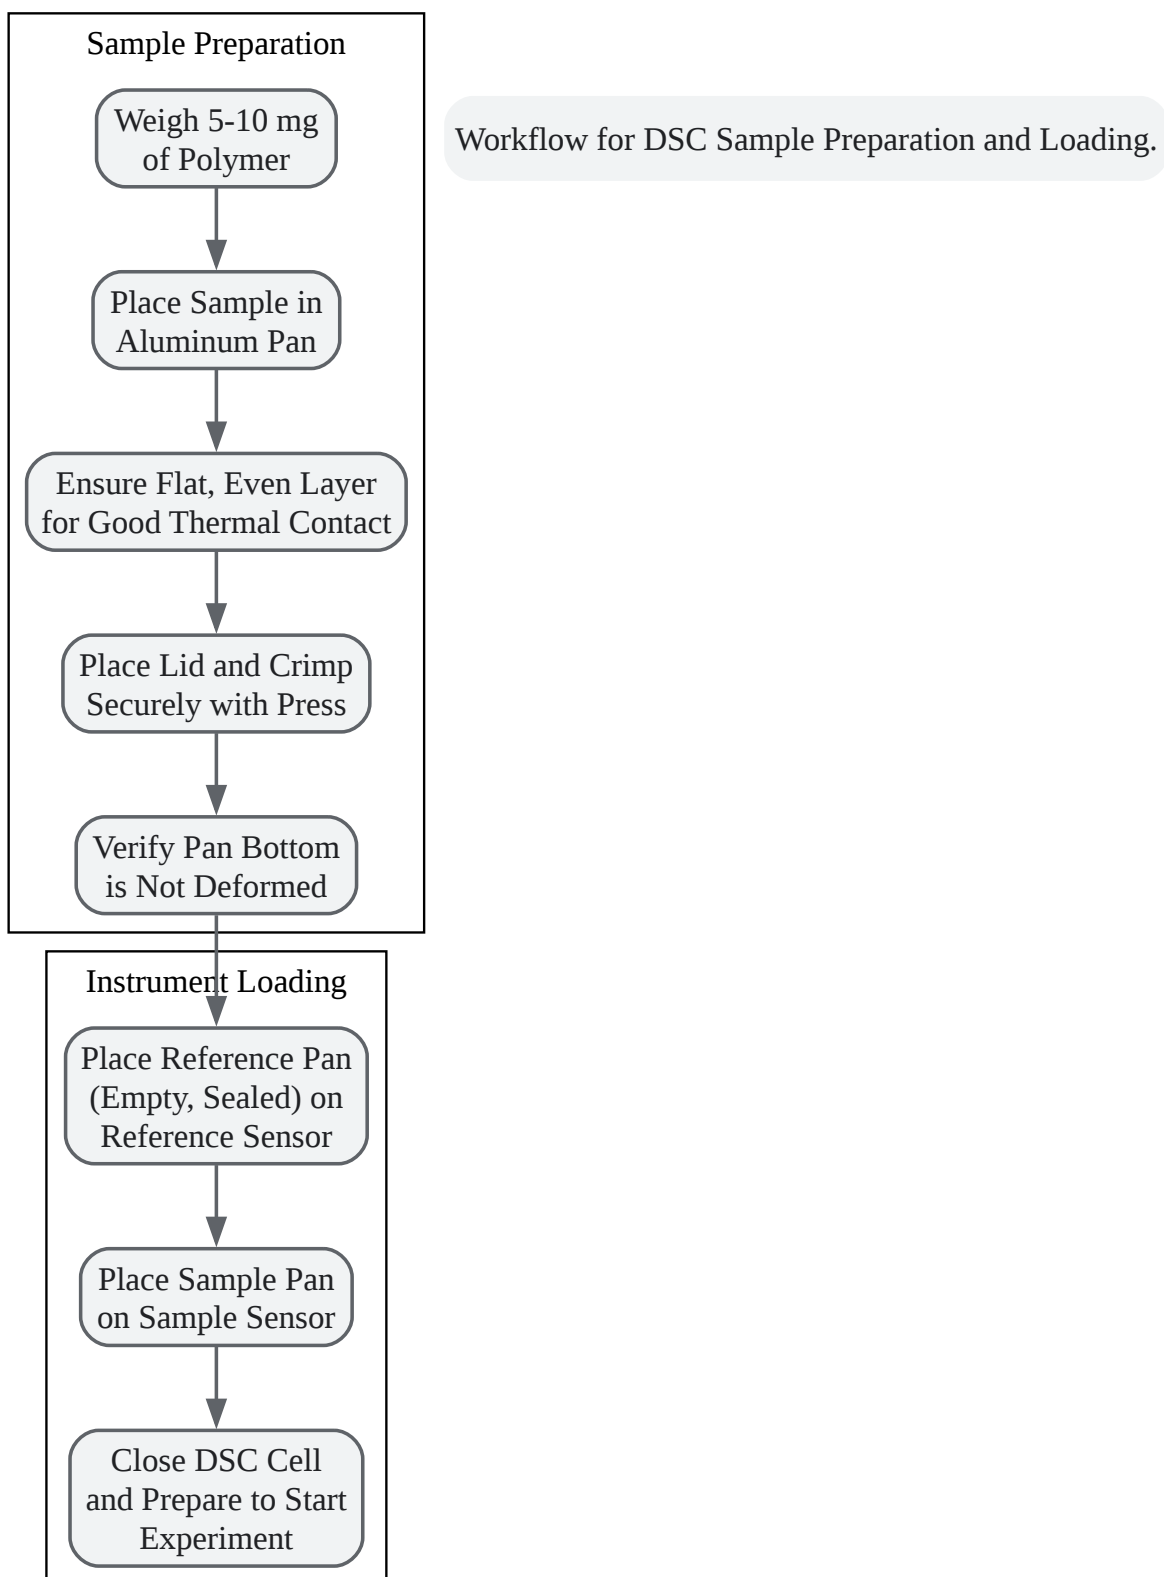 Sample Preparation
Weigh 5-10 mg
of Polymer
Workflow for DSC Sample Preparation and Loading.
Place Sample in
Aluminum Pan
Ensure Flat, Even Layer
for Good Thermal Contact
Place Lid and Crimp
Securely with Press
Verify Pan Bottom
is Not Deformed
Instrument Loading
Place Reference Pan
(Empty, Sealed) on
Reference Sensor
Place Sample Pan
on Sample Sensor
Close DSC Cell
and Prepare to Start
Experiment